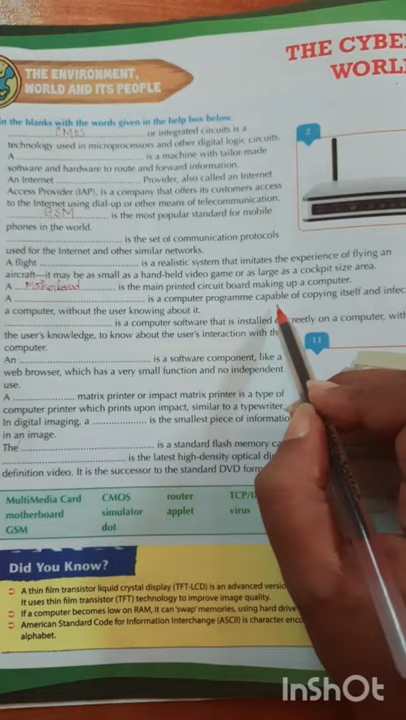 THE CYBE
WORL
THE ENVIRONMENT,
WORLD AND ITS PEOPLE
in the blanks with the words given in the help box below.
CMOS or integrated circuits is a
technology used in microprocessors and other digital logic circuits.
A ........................ is a machine with tailor-made
software and hardware to route and forward information.
An Internet ........................ Provider, also called an Internet
Access Provider (IAP), is a company that offers its customers access
to the Internet using dial-up or other means of telecommunication.
GSM is the most popular standard for mobile
phones in the world.
........................ is the set of communication protocols
used for the Internet and other similar networks.
A flight ........................ is a realistic system that imitates the experience of flying an
aircraft—it may be as small as a hand-held video game or as large as a cockpit size area.
A Motherboard is the main printed circuit board making up a computer.
A ........................ is a computer programme capable of copying itself and infec
a computer, without the user knowing about it.
........................ is a computer software that is installed discreetly on a computer, with
the user's knowledge, to know about the user's interaction with th
computer.
An ........................ is a software component, like a
web browser, which has a very small function and no independent
use.
A ........................ matrix printer or impact matrix printer is a type of
computer printer which prints upon impact, similar to a typewriter.
In digital imaging, a ........................ is the smallest piece of informatio
in an image.
The ........................ is a standard flash memory ca
........................ is the latest high-density optical di
definition video. It is the successor to the standard DVD form
2
11
MultiMedia Card CMOS router TCP/I
motherboard simulator applet virus
GSM dot
Did You Know?
A thin film transistor liquid crystal display (TFT-LCD) is an advanced versio
It uses thin film transistor (TFT) technology to improve image quality.
If a computer becomes low on RAM, it can 'swap' memories, using hard drive
American Standard Code for Information Interchange (ASCII) is character enco
alphabet.
InShOt